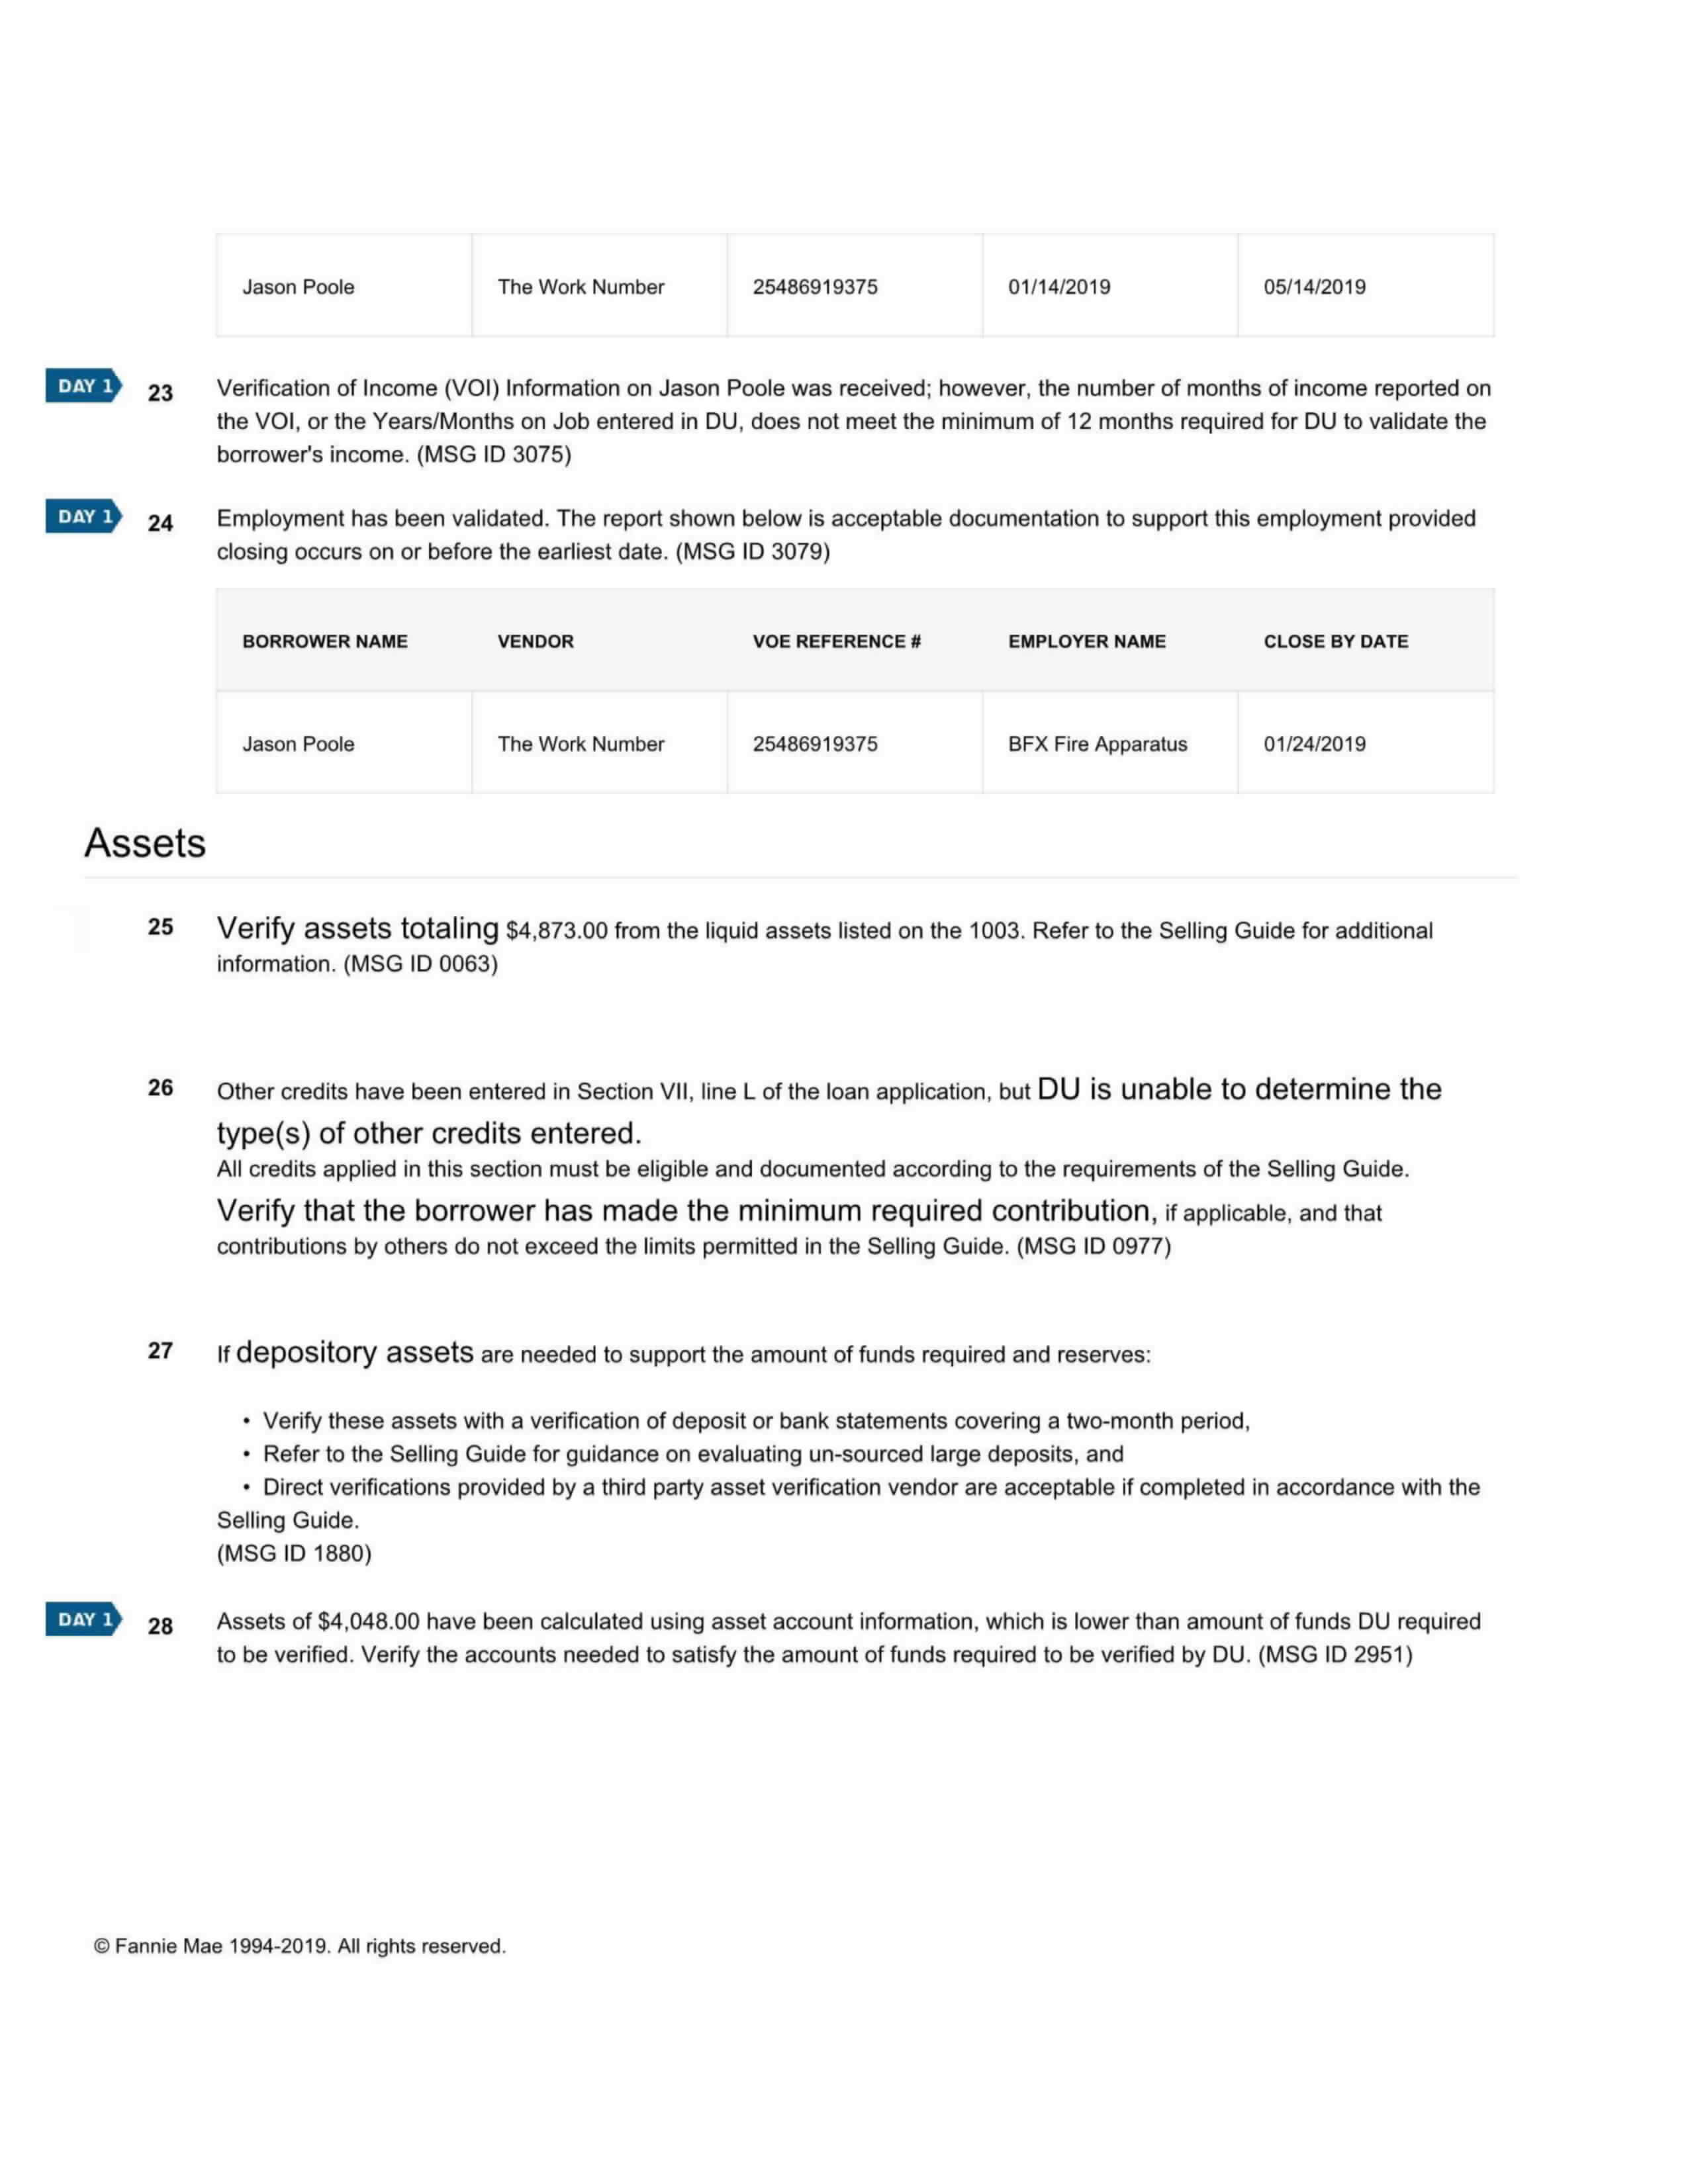 Jason Poole The Work Number 25486919375 01/14/2019 05/14/2019
DAY 1 23 Verification of Income (VOI) Information on Jason Poole was received; however, the number of months of income reported on
the VOI, or the Years/Months on Job entered in DU, does not meet the minimum of 12 months required for DU to validate the
borrower's income. (MSG ID 3075)
DAY 1 24 Employment has been validated. The report shown below is acceptable documentation to support this employment provided
closing occurs on or before the earliest date. (MSG ID 3079)
BORROWER NAME VENDOR VOE REFERENCE # EMPLOYER NAME CLOSE BY DATE
Jason Poole The Work Number 25486919375 BFX Fire Apparatus 01/24/2019
Assets
25 Verify assets totaling $4,873.00 from the liquid assets listed on the 1003. Refer to the Selling Guide for additional
information. (MSG ID 0063)
26 Other credits have been entered in Section VII, line L of the loan application, but DU is unable to determine the
type(s) of other credits entered.
All credits applied in this section must be eligible and documented according to the requirements of the Selling Guide.
Verify that the borrower has made the minimum required contribution, if applicable, and that
contributions by others do not exceed the limits permitted in the Selling Guide. (MSG ID 0977)
27 If depository assets are needed to support the amount of funds required and reserves:
• Verify these assets with a verification of deposit or bank statements covering a two-month period,
• Refer to the Selling Guide for guidance on evaluating un-sourced large deposits, and
• Direct verifications provided by a third party asset verification vendor are acceptable if completed in accordance with the
Selling Guide.
(MSG ID 1880)
DAY 1 28 Assets of $4,048.00 have been calculated using asset account information, which is lower than amount of funds DU required
to be verified. Verify the accounts needed to satisfy the amount of funds required to be verified by DU. (MSG ID 2951)
© Fannie Mae 1994-2019. All rights reserved.